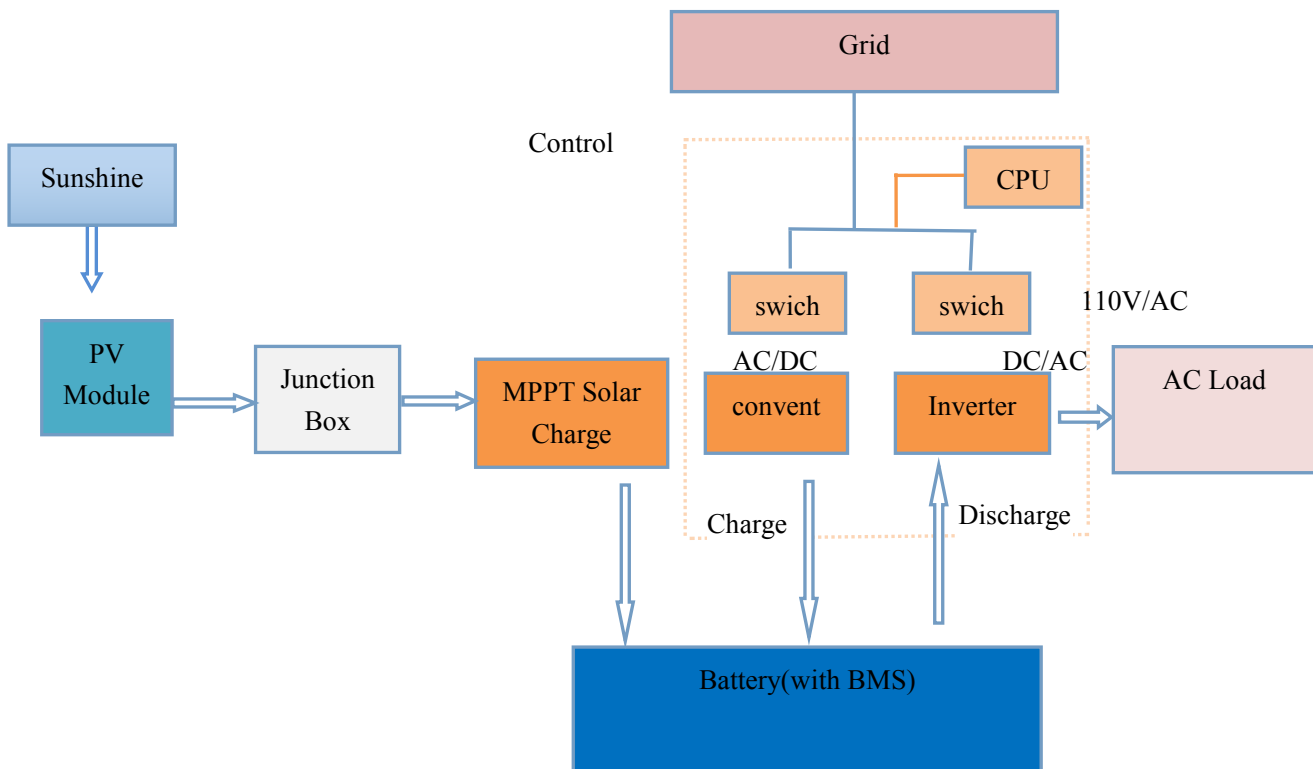 Grid
Control
Sunshine
CPU
swich
swich
110V/AC
PV
Module
Junction
Box
MPPT Solar
Charge
AC/DC
convent
DC/AC
Inverter
AC Load
Charge
Discharge
Battery(with BMS)